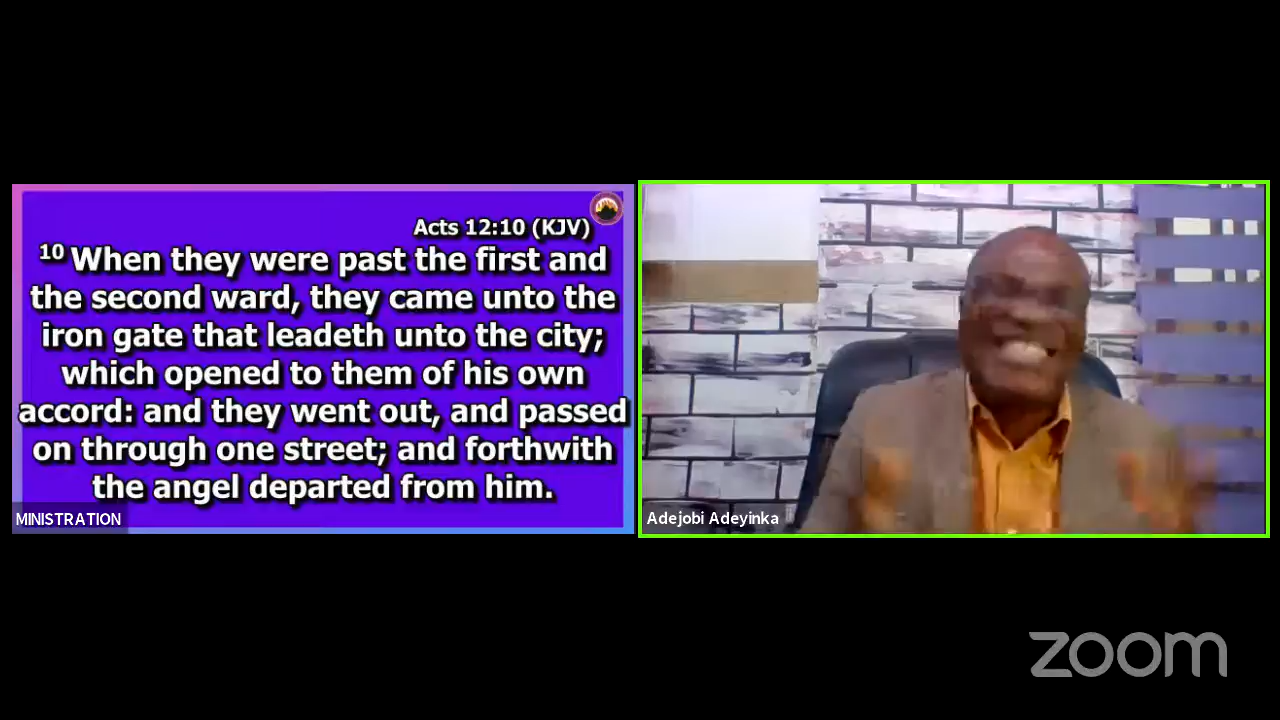 Acts 12:10 (KJV)
10 When they were past the first and
the second ward, they came unto the
iron gate that leadeth unto the city;
which opened to them of his own
accord: and they went out, and passed
on through one street; and forthwith
the angel departed from him.
MINISTRATION
Adejobi Adeyinka
zoom